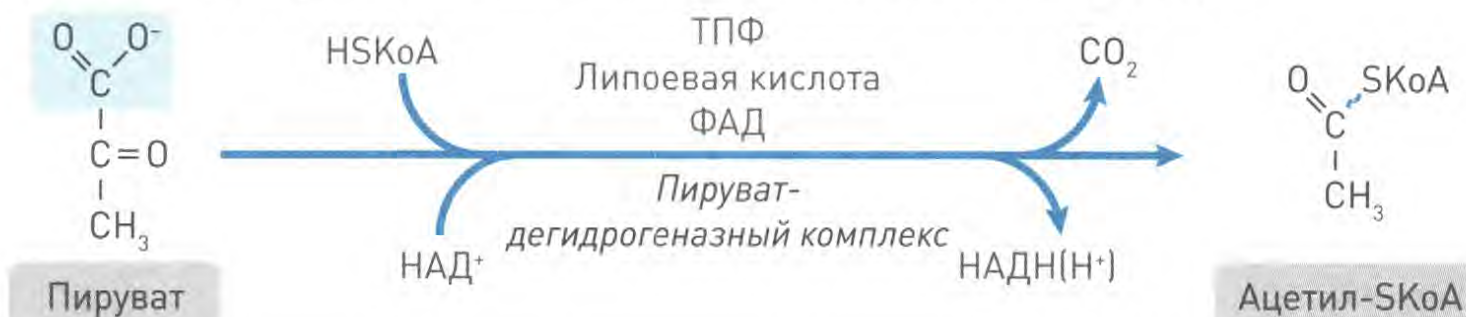 O O⁻
C
C=O
CH₃
Пируват
HSKoA
НАД⁺
ТПФ
Липоевая кислота
ФАД
Пируват-
дегидрогеназный комплекс
CO₂
НАДН(Н⁺)
O SKoA
C
CH₃
Ацетил-SKoA